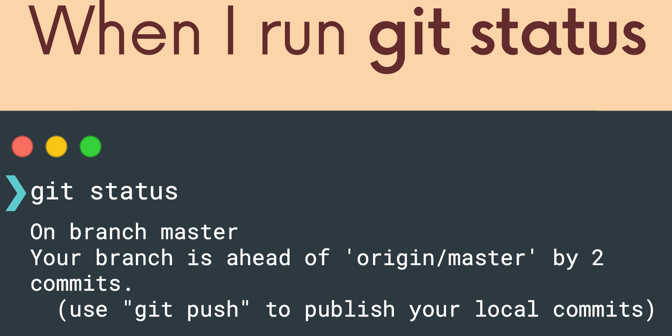 When I run git status
❯ git status
On branch master
Your branch is ahead of 'origin/master' by 2
commits.
(use "git push" to publish your local commits)